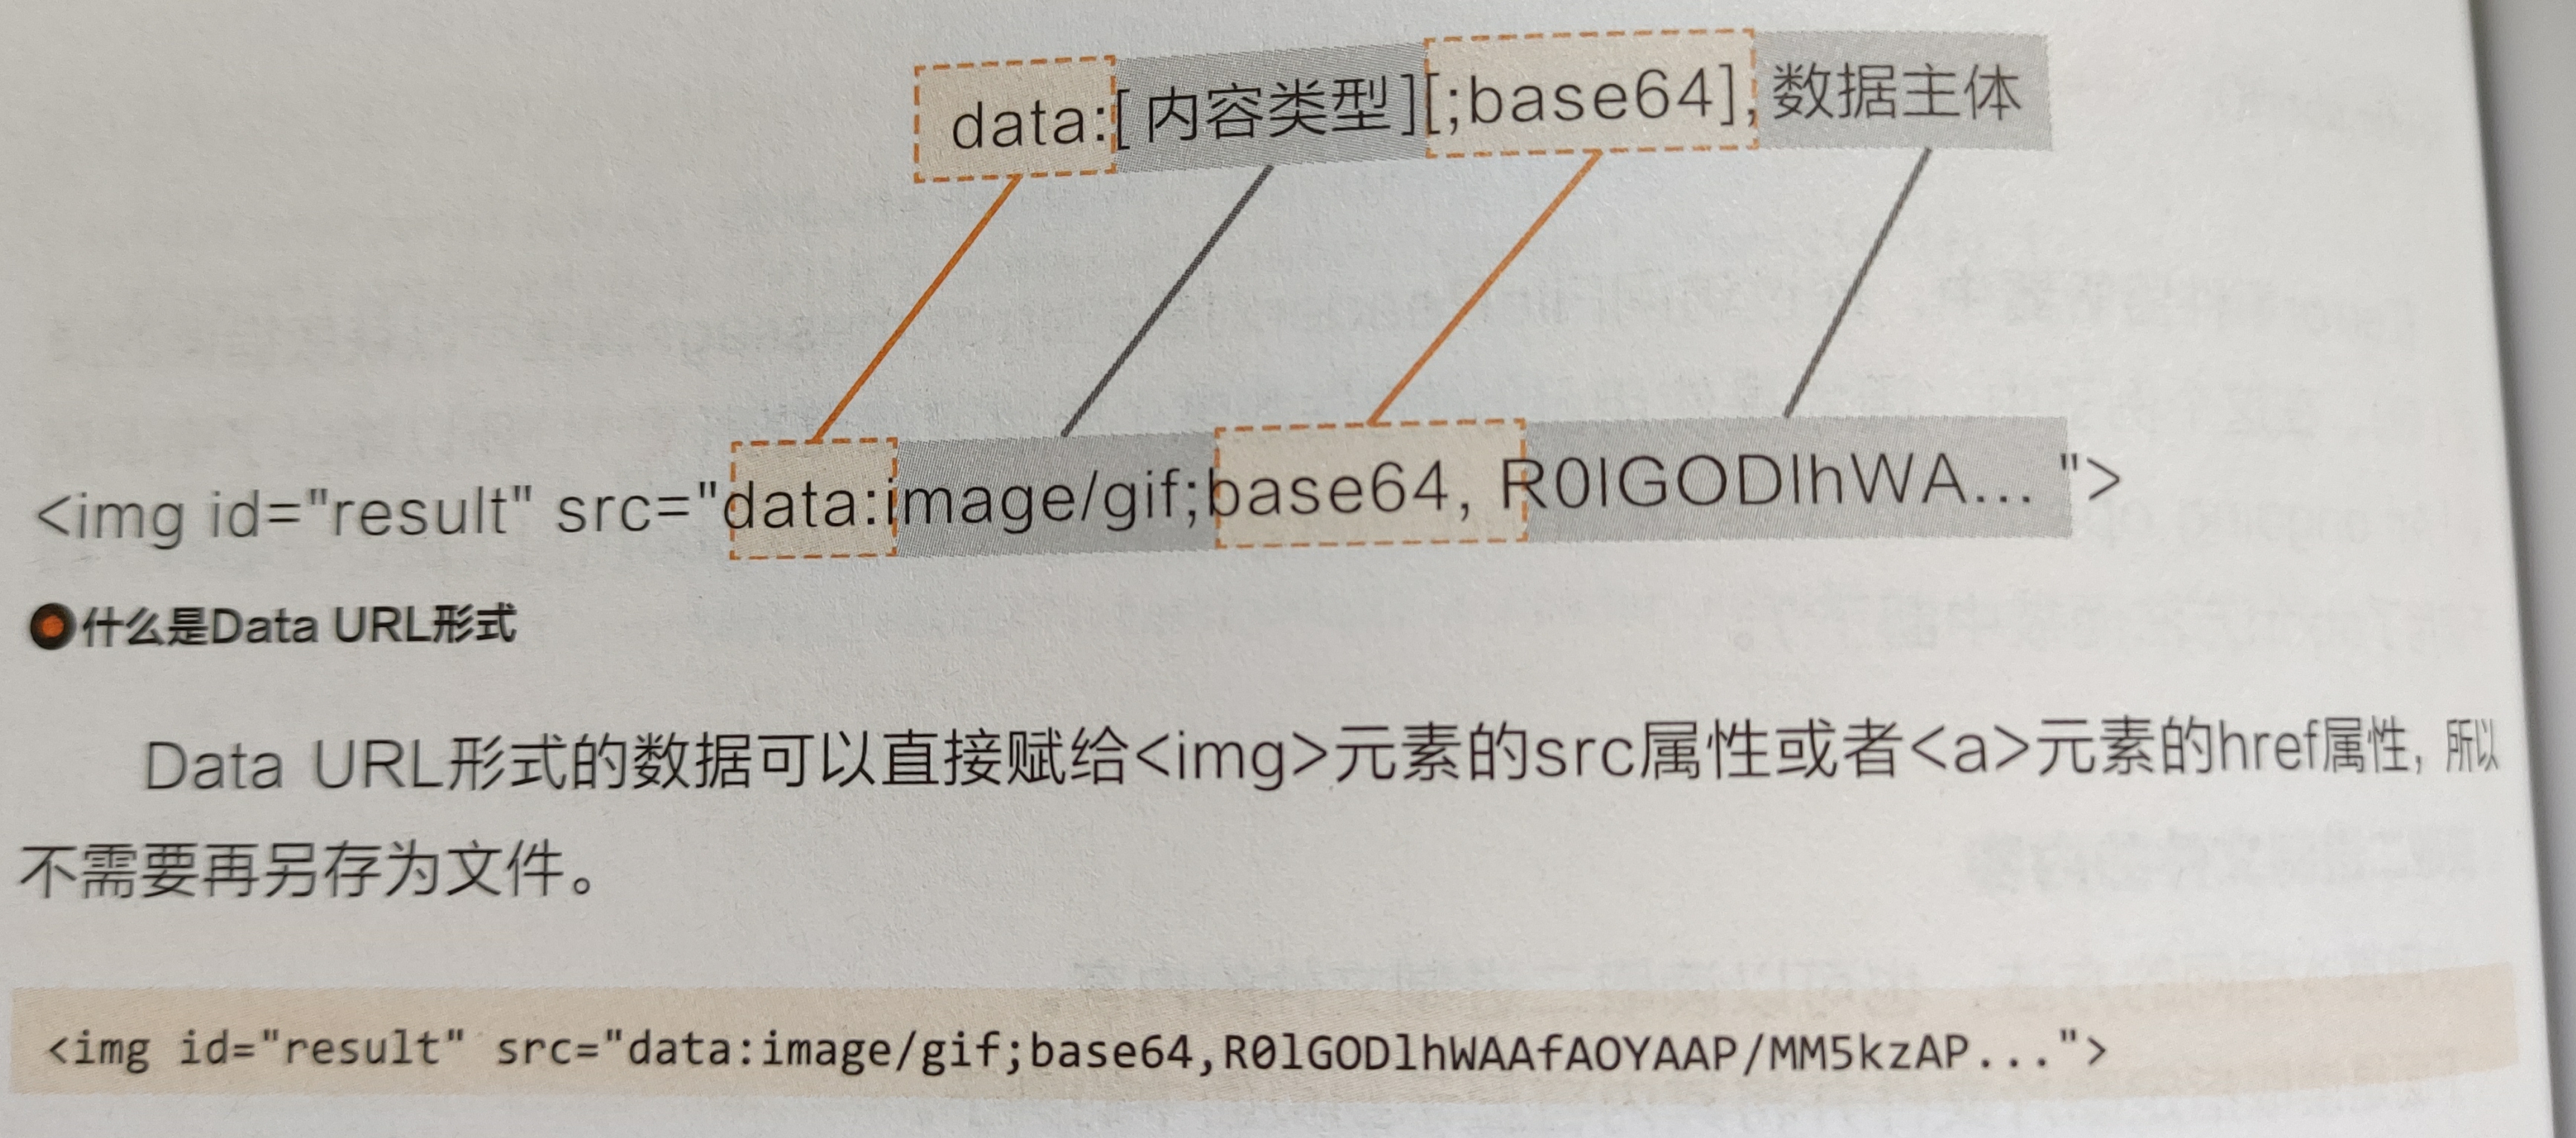 data:[内容类型][;base64],数据主体
<img id="result" src="data:image/gif;base64, R0lGODlhWA... ">
什么是Data URL形式
Data URL形式的数据可以直接赋给<img>元素的src属性或者<a>元素的href属性, 所以
不需要再另存为文件。
<img id="result" src="data:image/gif;base64,R0lGODlhWAAfAOYAAP/MM5kzAP...">